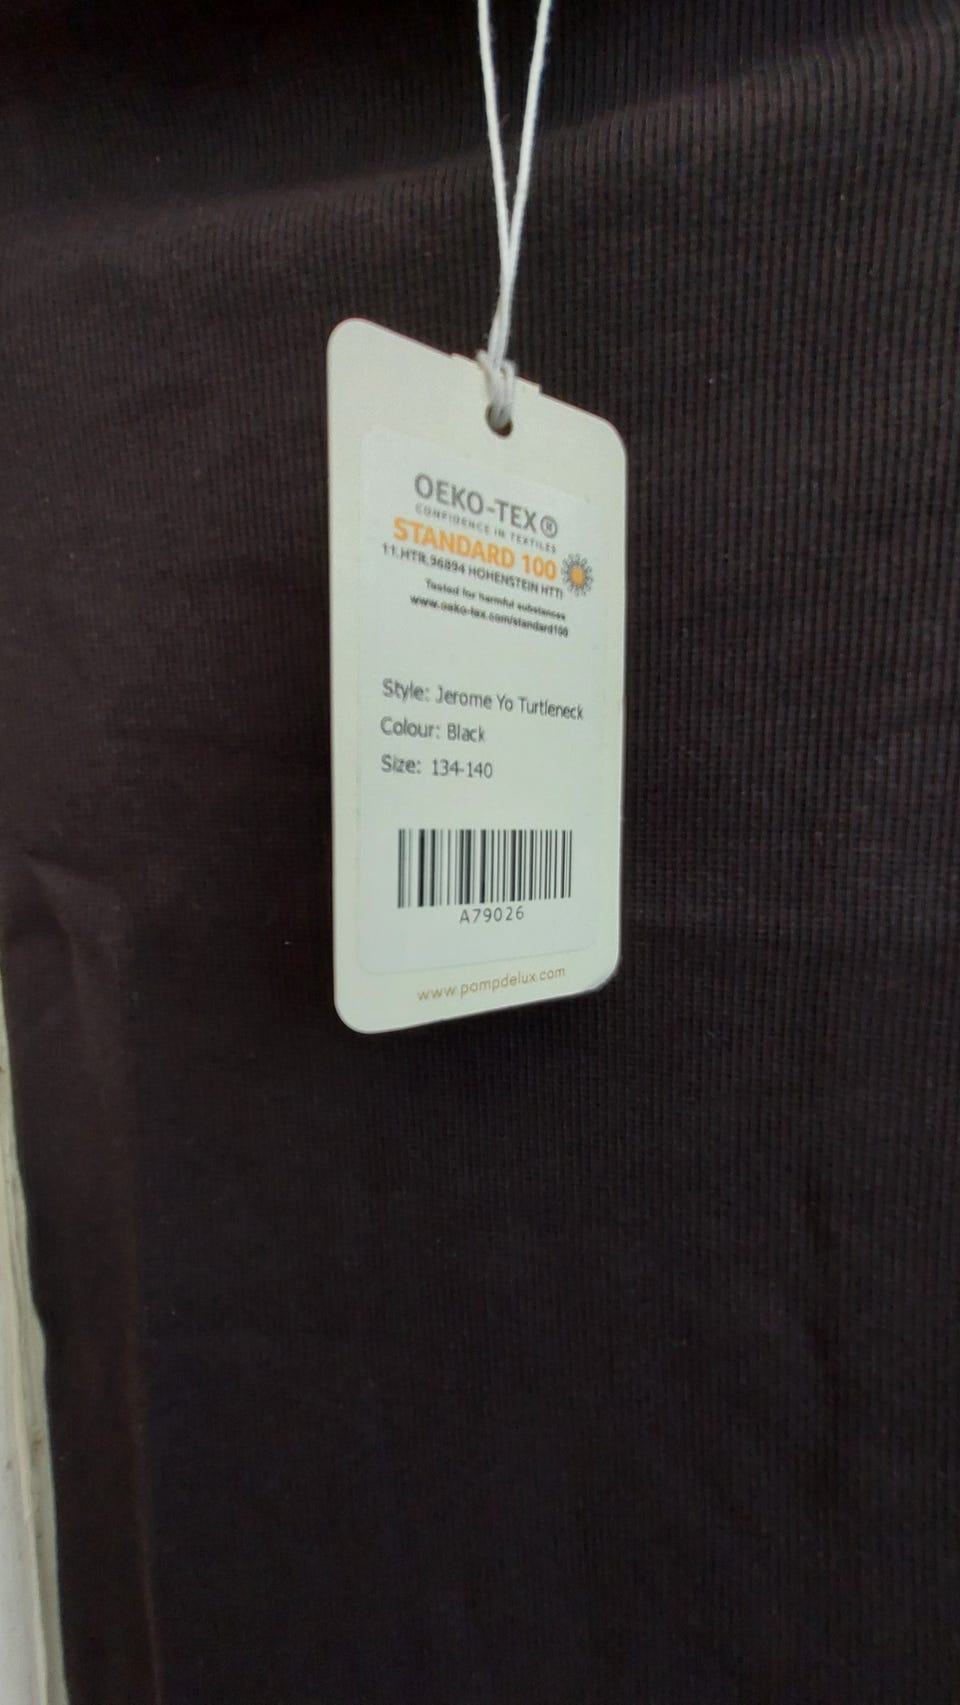 OEKO-TEX®
CONFIDENCE IN TEXTILES
STANDARD 100
11.HTR.96894 HOHENSTEIN HTTI
Tested for harmful substances
www.oeko-tex.com/standard100
Style: Jerome Yo Turtleneck
Colour: Black
Size: 134-140
A79026
www.pompdelux.com